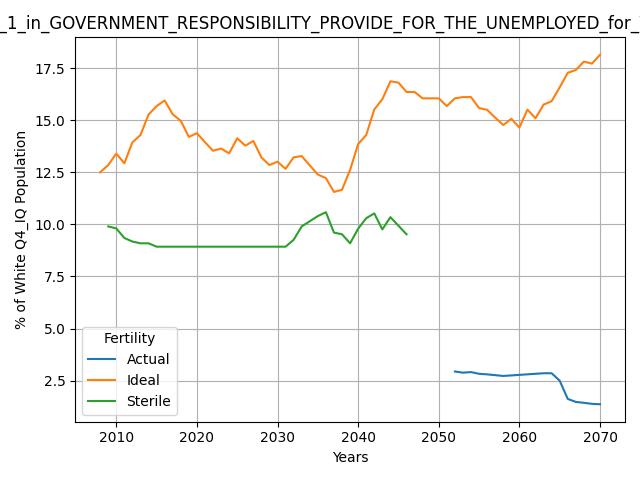 _1_in_GOVERNMENT_RESPONSIBILITY_PROVIDE_FOR_THE_UNEMPLOYED_for_
% of White Q4_IQ Population
17.5
15.0
12.5
10.0
7.5
5.0
2.5
Fertility
Actual
Ideal
Sterile
2010 2020 2030 2040 2050 2060 2070
Years